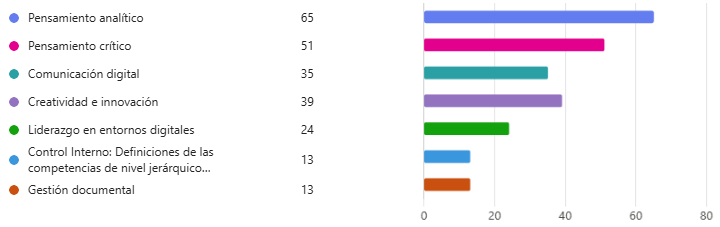 Pensamiento analítico 65
Pensamiento crítico 51
Comunicación digital 35
Creatividad e innovación 39
Liderazgo en entornos digitales 24
Control Interno: Definiciones de las
competencias de nivel jerárquico... 13
Gestión documental 13
0 20 40 60 80